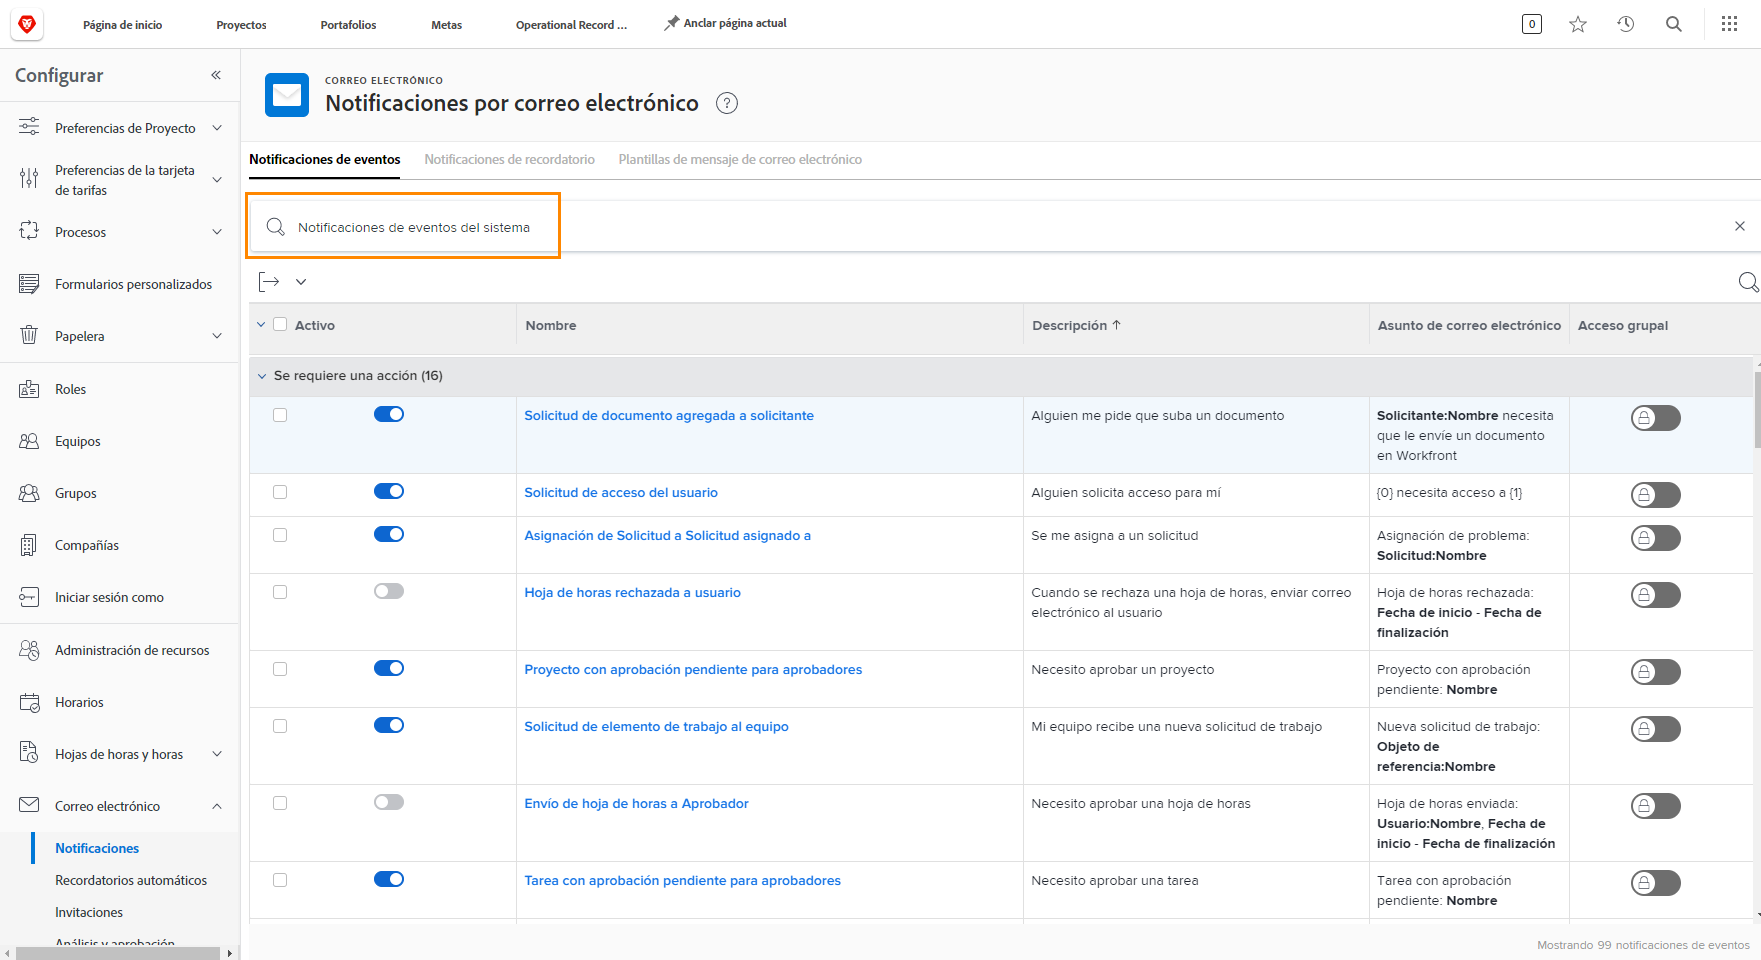 Página de inicio
Proyectos
Portafolios
Metas
Operational Record ...
Anclar página actual
0
Configurar
Preferencias de Proyecto
Preferencias de la tarjeta
de tarifas
Procesos
Formularios personalizados
Papelera
Roles
Equipos
Grupos
Compañías
Iniciar sesión como
Administración de recursos
Horarios
Hojas de horas y horas
Correo electrónico
Notificaciones
Recordatorios automáticos
Invitaciones
Análisis y aprobación
CORREO ELECTRÓNICO
Notificaciones por correo electrónico ?
Notificaciones de eventos
Notificaciones de recordatorio
Plantillas de mensaje de correo electrónico
Notificaciones de eventos del sistema
Activo
Nombre
Descripción
Asunto de correo electrónico
Acceso grupal
Se requiere una acción (16)
Solicitud de documento agregada a solicitante
Alguien me pide que suba un documento
Solicitante:Nombre necesita
que le envíe un documento
en Workfront
Solicitud de acceso del usuario
Alguien solicita acceso para mí
{0} necesita acceso a {1}
Asignación de Solicitud a Solicitud asignado a
Se me asigna a un solicitud
Asignación de problema:
Solicitud:Nombre
Hoja de horas rechazada a usuario
Cuando se rechaza una hoja de horas, enviar correo
electrónico al usuario
Hoja de horas rechazada:
Fecha de inicio - Fecha de
finalización
Proyecto con aprobación pendiente para aprobadores
Necesito aprobar un proyecto
Proyecto con aprobación
pendiente: Nombre
Solicitud de elemento de trabajo al equipo
Mi equipo recibe una nueva solicitud de trabajo
Nueva solicitud de trabajo:
Objeto de
referencia:Nombre
Envío de hoja de horas a Aprobador
Necesito aprobar una hoja de horas
Hoja de horas enviada:
Usuario:Nombre, Fecha de
inicio - Fecha de finalización
Tarea con aprobación pendiente para aprobadores
Necesito aprobar una tarea
Tarea con aprobación
pendiente: Nombre
Mostrando 99 notificaciones de eventos